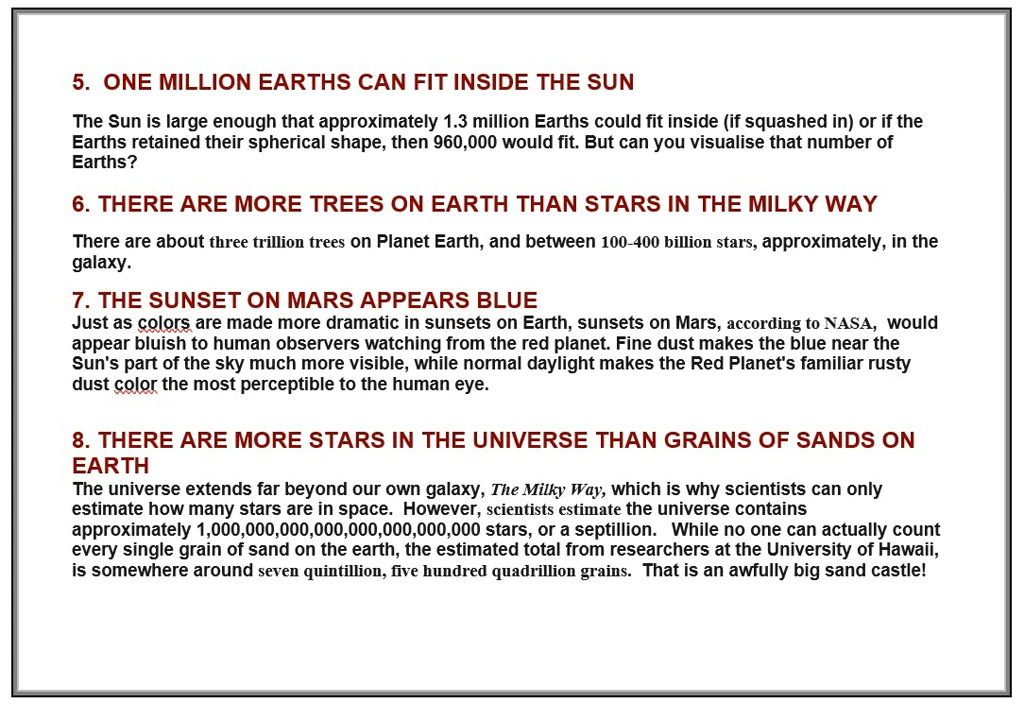 5.  ONE MILLION EARTHS CAN FIT INSIDE THE SUN
The Sun is large enough that approximately 1.3 million Earths could fit inside (if squashed in) or if the
Earths retained their spherical shape, then 960,000 would fit. But can you visualise that number of
Earths?
6. THERE ARE MORE TREES ON EARTH THAN STARS IN THE MILKY WAY
There are about three trillion trees on Planet Earth, and between 100-400 billion stars, approximately, in the
galaxy.
7. THE SUNSET ON MARS APPEARS BLUE
Just as colors are made more dramatic in sunsets on Earth, sunsets on Mars, according to NASA,  would
appear bluish to human observers watching from the red planet. Fine dust makes the blue near the
Sun's part of the sky much more visible, while normal daylight makes the Red Planet's familiar rusty
dust color the most perceptible to the human eye.
8. THERE ARE MORE STARS IN THE UNIVERSE THAN GRAINS OF SANDS ON
EARTH
The universe extends far beyond our own galaxy, The Milky Way, which is why scientists can only
estimate how many stars are in space.  However, scientists estimate the universe contains
approximately 1,000,000,000,000,000,000,000,000 stars, or a septillion.   While no one can actually count
every single grain of sand on the earth, the estimated total from researchers at the University of Hawaii,
is somewhere around seven quintillion, five hundred quadrillion grains.  That is an awfully big sand castle!